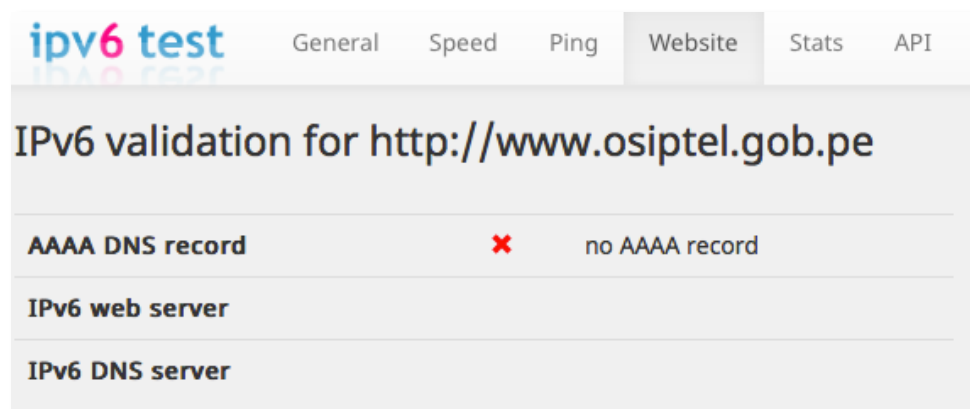 ipv6 test General Speed Ping Website Stats API
IPv6 validation for http://www.osiptel.gob.pe
AAAA DNS record ✖ no AAAA record
IPv6 web server
IPv6 DNS server